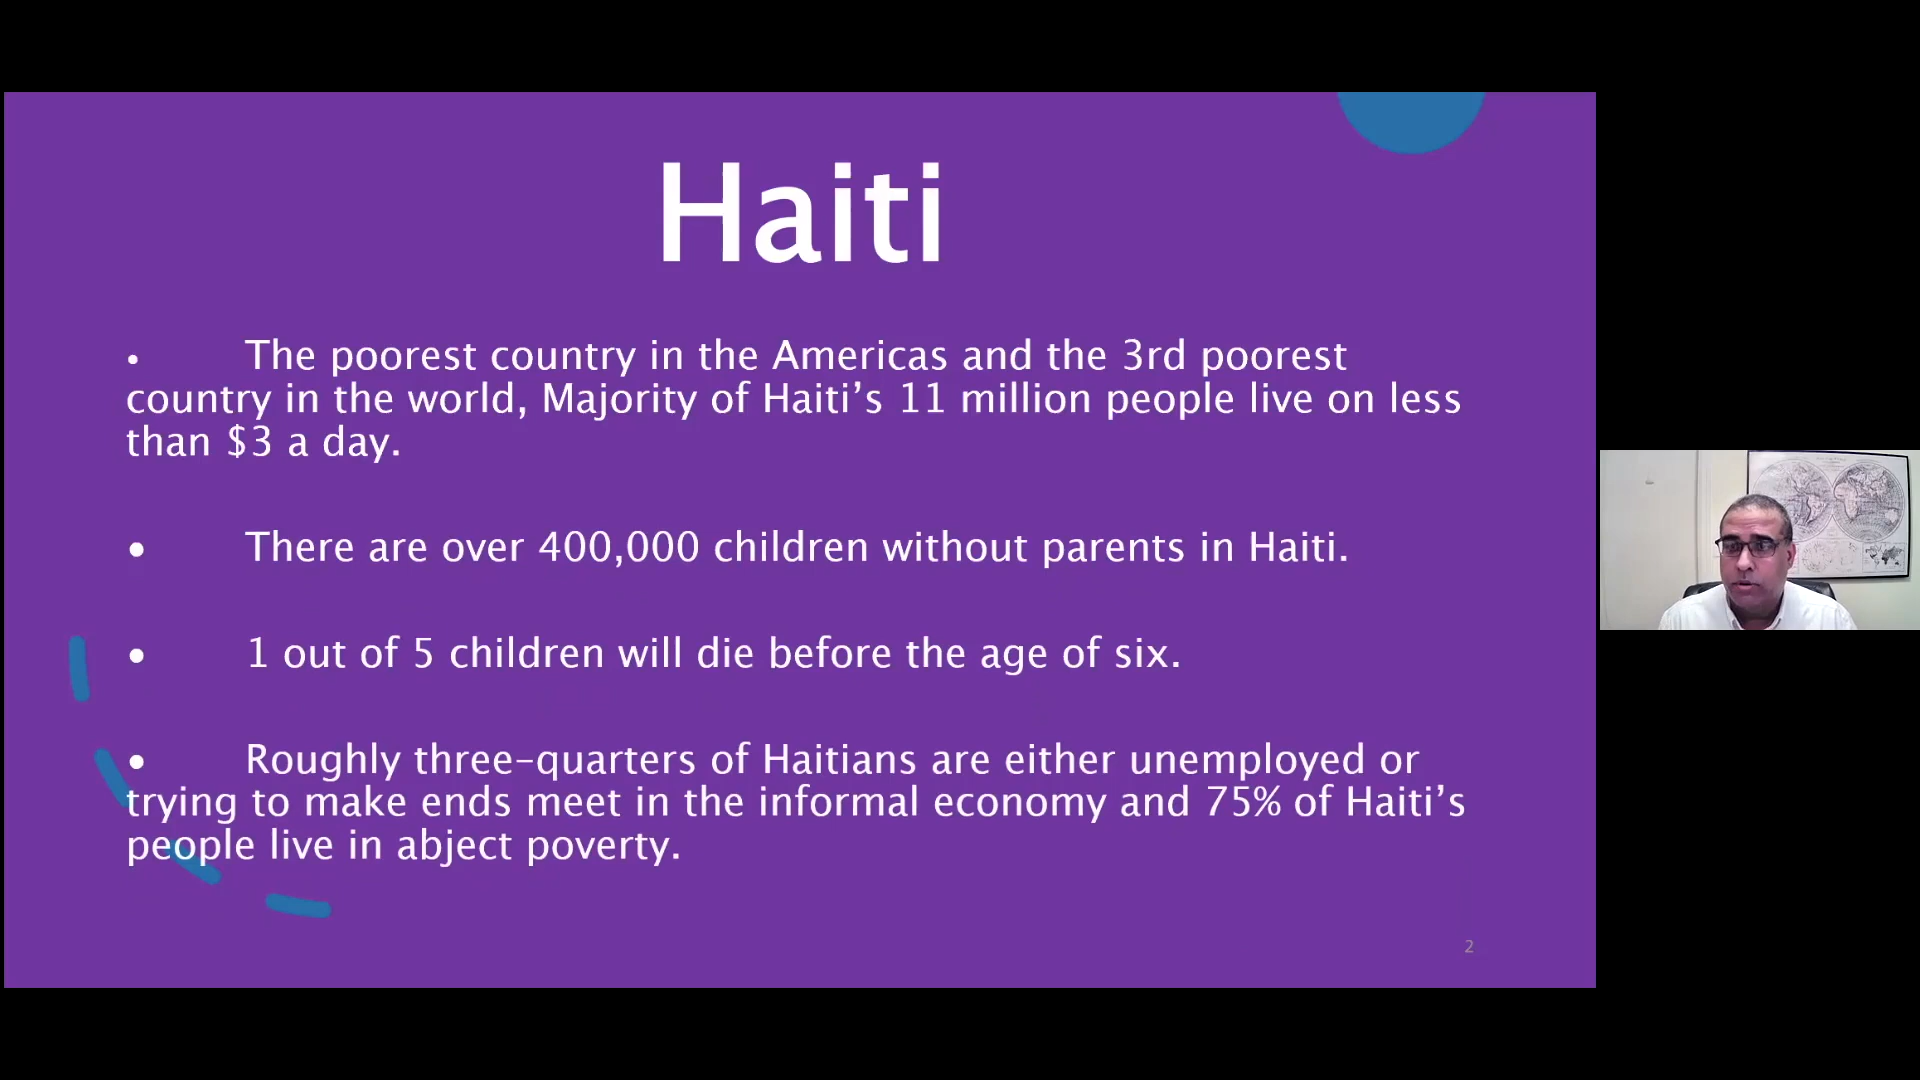 Haiti
• The poorest country in the Americas and the 3rd poorest
country in the world, Majority of Haiti’s 11 million people live on less
than $3 a day.
• There are over 400,000 children without parents in Haiti.
• 1 out of 5 children will die before the age of six.
• Roughly three-quarters of Haitians are either unemployed or
trying to make ends meet in the informal economy and 75% of Haiti’s
people live in abject poverty.
2